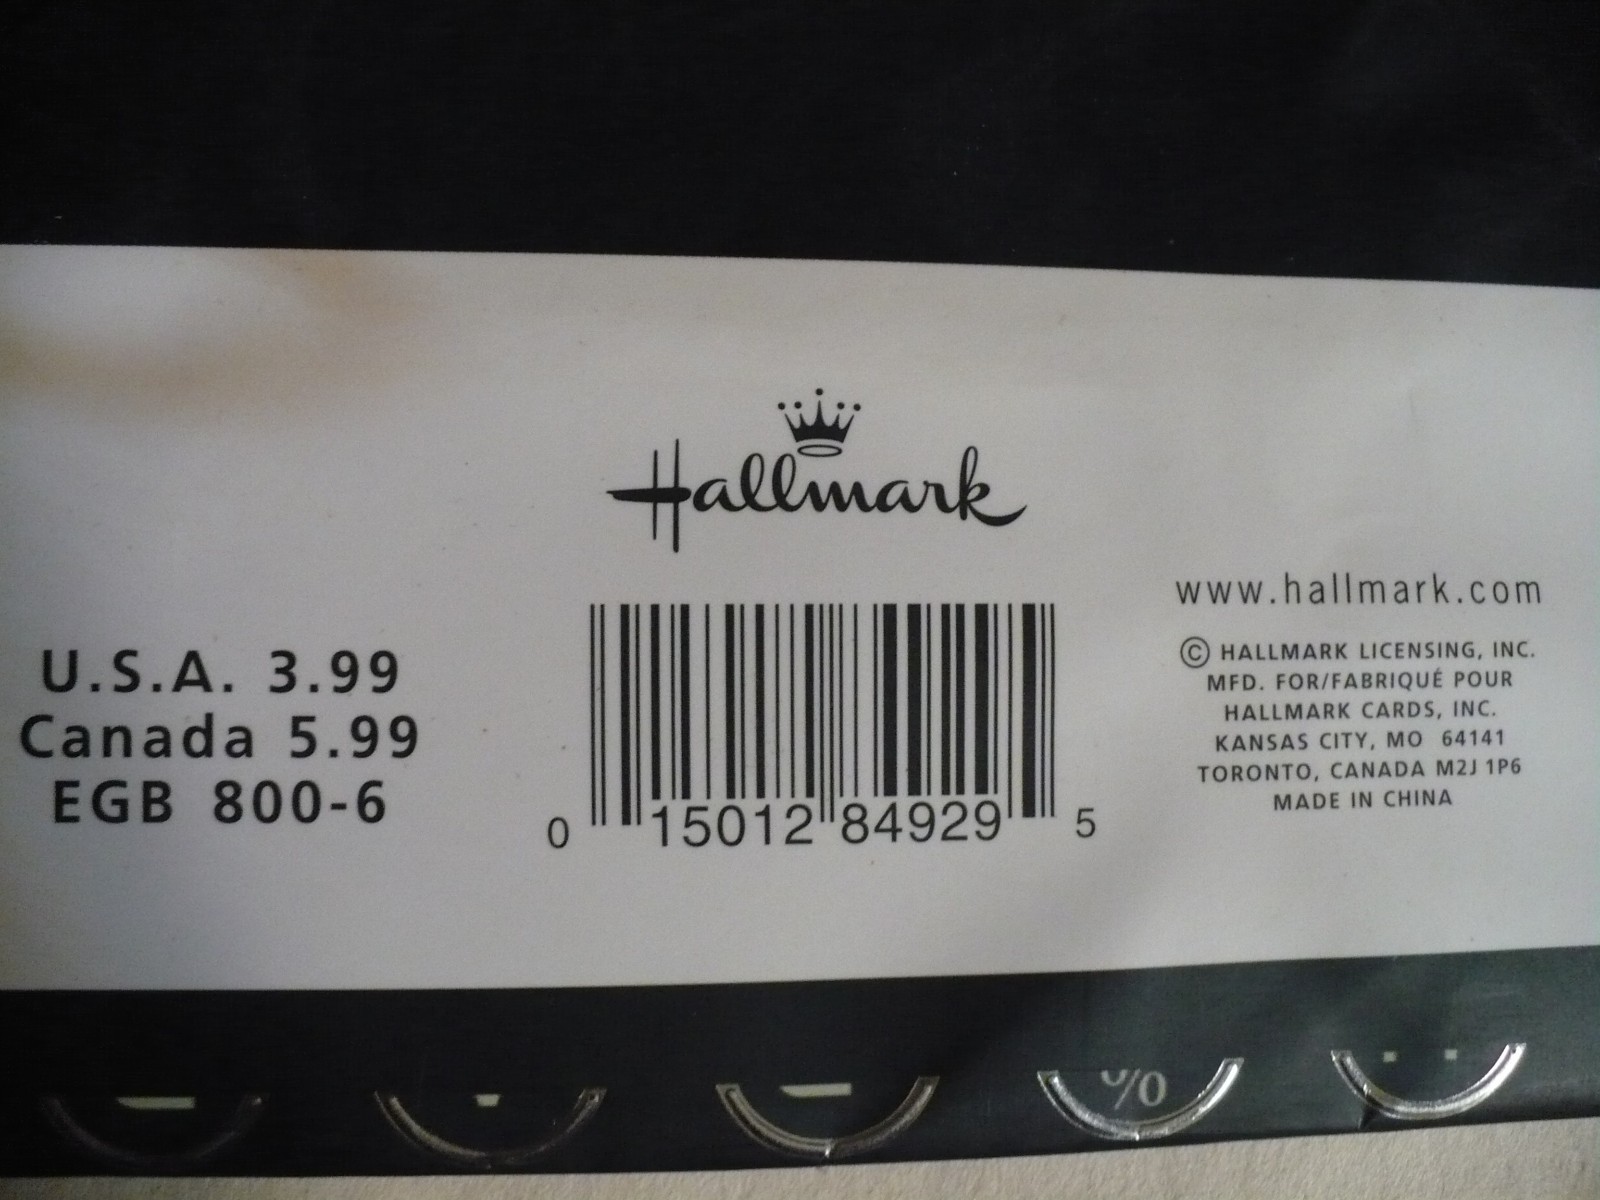 Hallmark
U.S.A. 3.99
Canada 5.99
EGB 800-6
0 15012 84929 5
www.hallmark.com
© HALLMARK LICENSING, INC.
MFD. FOR/FABRIQUÉ POUR
HALLMARK CARDS, INC.
KANSAS CITY, MO 64141
TORONTO, CANADA M2J 1P6
MADE IN CHINA
%